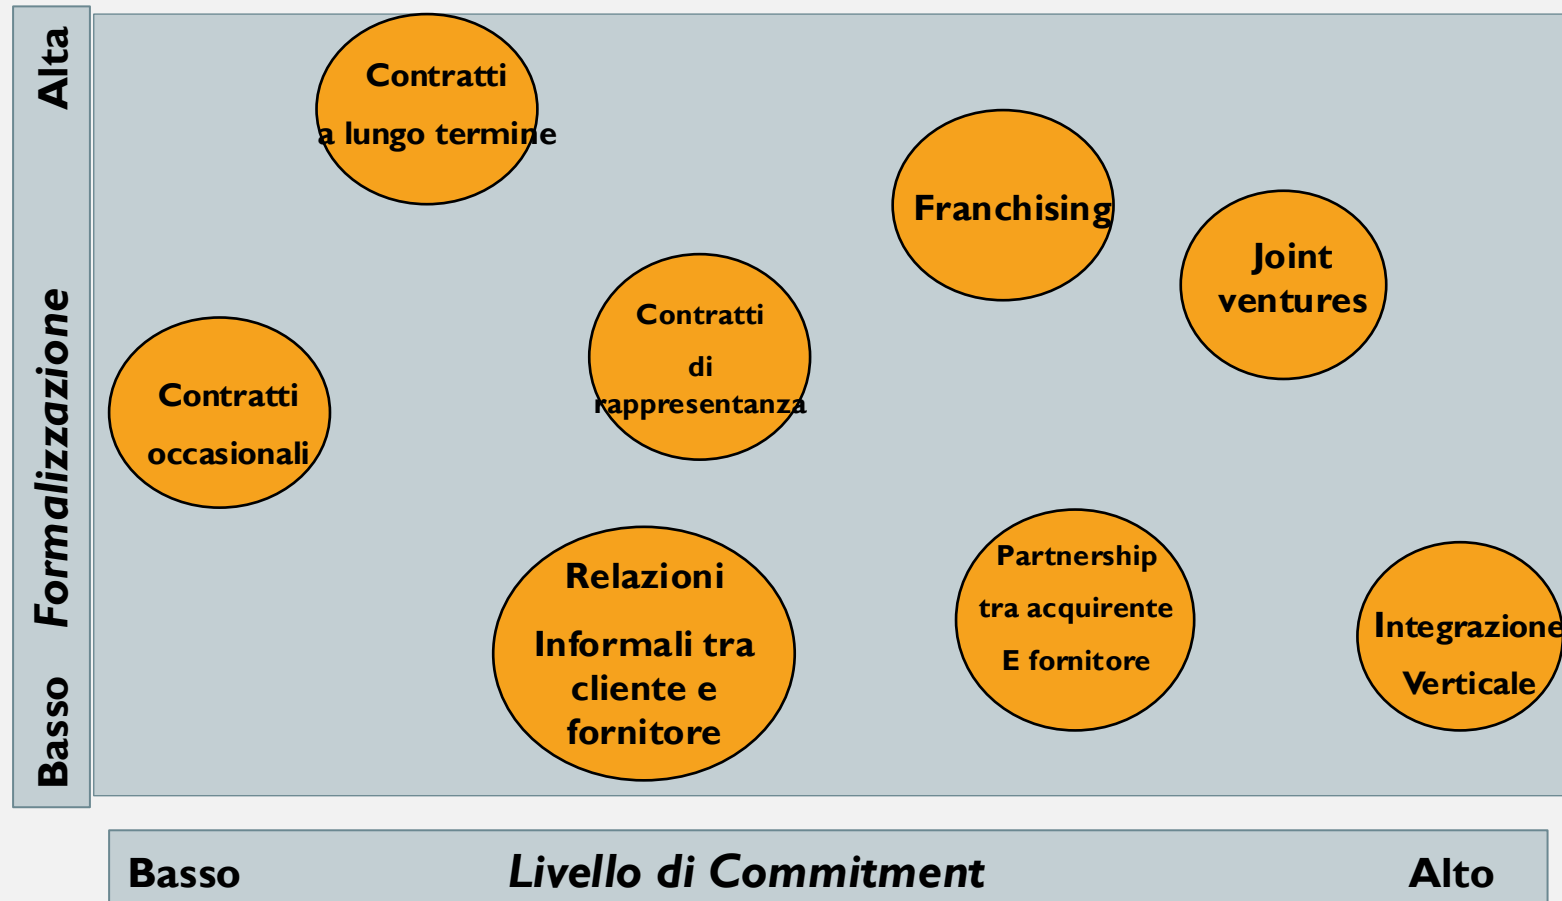 Alta
Formalizzazione
Basso
Contratti
a lungo termine
Franchising
Joint
ventures
Contratti
di
rappresentanza
Contratti
occasionali
Relazioni
Informali tra
cliente e
fornitore
Partnership
tra acquirente
E fornitore
Integrazione
Verticale
Basso
Livello di Commitment
Alto